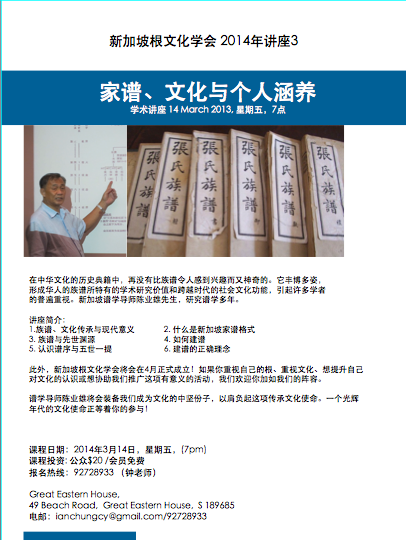 新加坡根文化学会 2014年讲座3
家谱、文化与个人涵养
学术讲座 14 March 2013, 星期五，7点
張氏族譜
張氏族譜
張氏族譜
張氏族譜
張氏族譜
張氏族譜
在中华文化的历史典籍中，再没有比族谱令人感到兴趣而又神奇的。它丰博多姿，
形成华人的族谱所特有的学术研究价值和跨越时代的社会文化功能，引起许多学者
的普遍重视。新加坡谱学导师陈业雄先生，研究谱学多年。
讲座简介：
1.族谱、文化传承与现代意义 2. 什么是新加坡家谱格式
3. 族谱与先世渊源 4. 如何建谱
5. 认识谱序与五世一提 6. 建谱的正确理念
此外，新加坡根文化学会将会在4月正式成立！如果你重视自己的根、重视文化、想提升自己
对文化的认识或想协助我们推广这项有意义的活动，我们欢迎你加如我们的阵容。
谱学导师陈业雄将会装备我们成为文化的中坚份子，以肩负起这项传承文化使命。一个光辉
年代的文化使命正等着你的参与！
课程日期：2014年3月14日，星期五，(7pm)
课程投资: 公众$20 /会员免费
报名热线：92728933 （钟老师）
Great Eastern House,
49 Beach Road, Great Eastern House, S 189685
电邮：ianchungcy@gmail.com/92728933